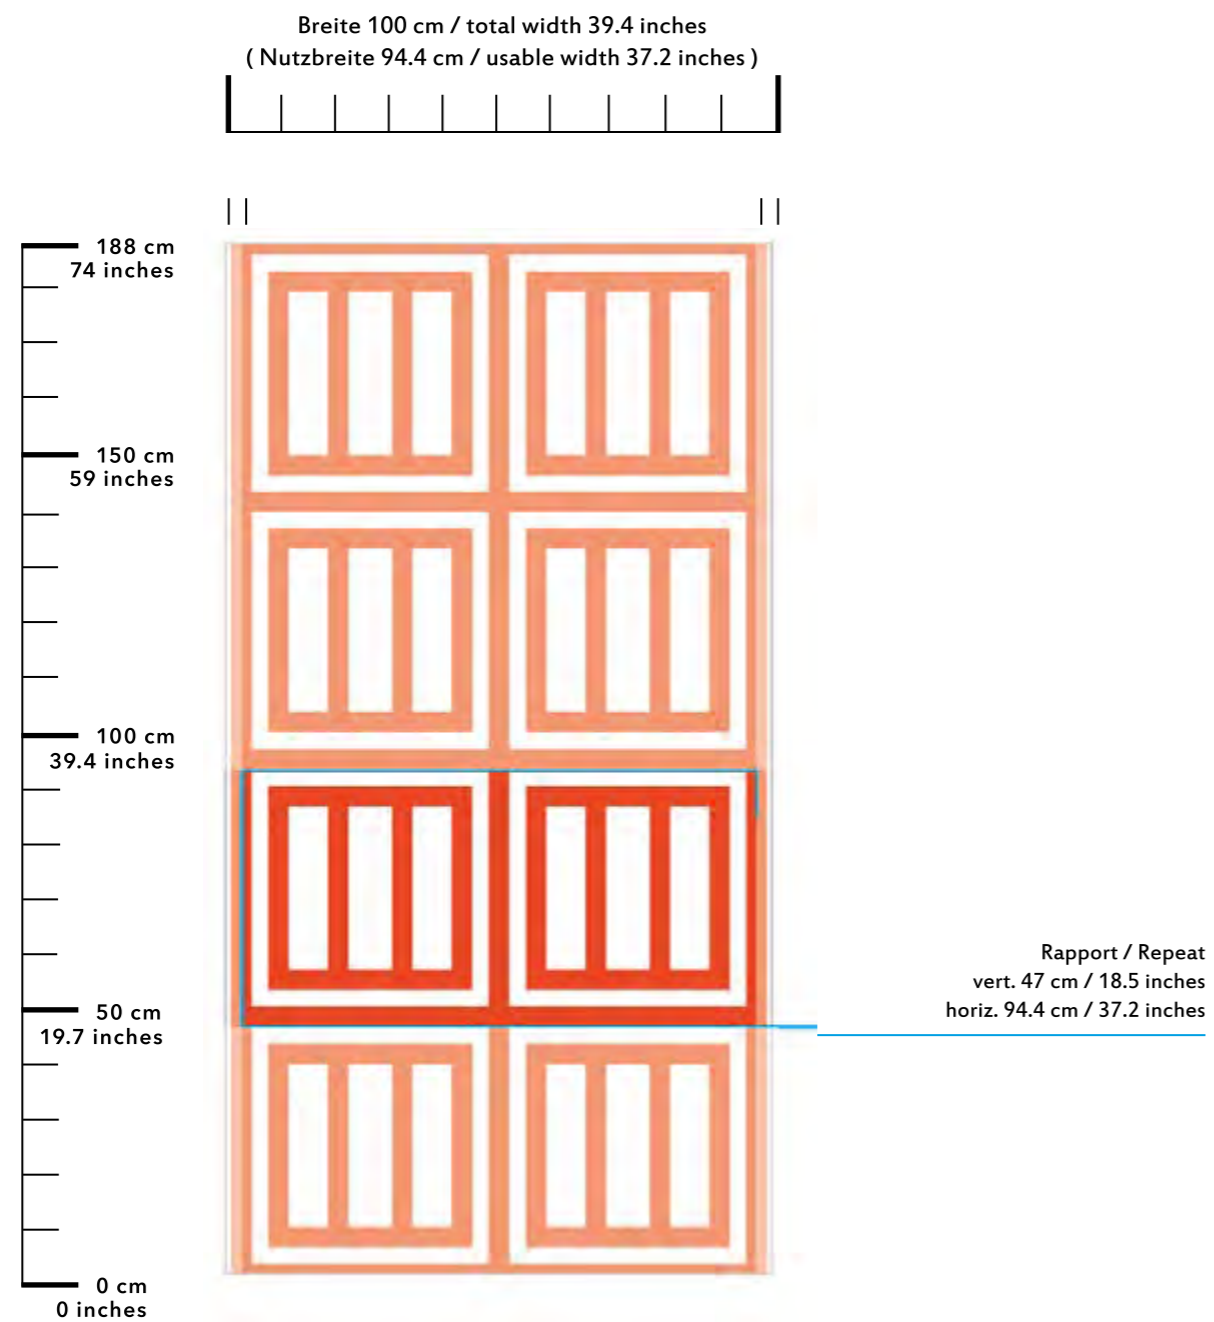 Breite 100 cm / total width 39.4 inches
( Nutzbreite 94.4 cm / usable width 37.2 inches )
188 cm
74 inches
150 cm
59 inches
100 cm
39.4 inches
50 cm
19.7 inches
0 cm
0 inches
Rapport / Repeat
vert. 47 cm / 18.5 inches
horiz. 94.4 cm / 37.2 inches